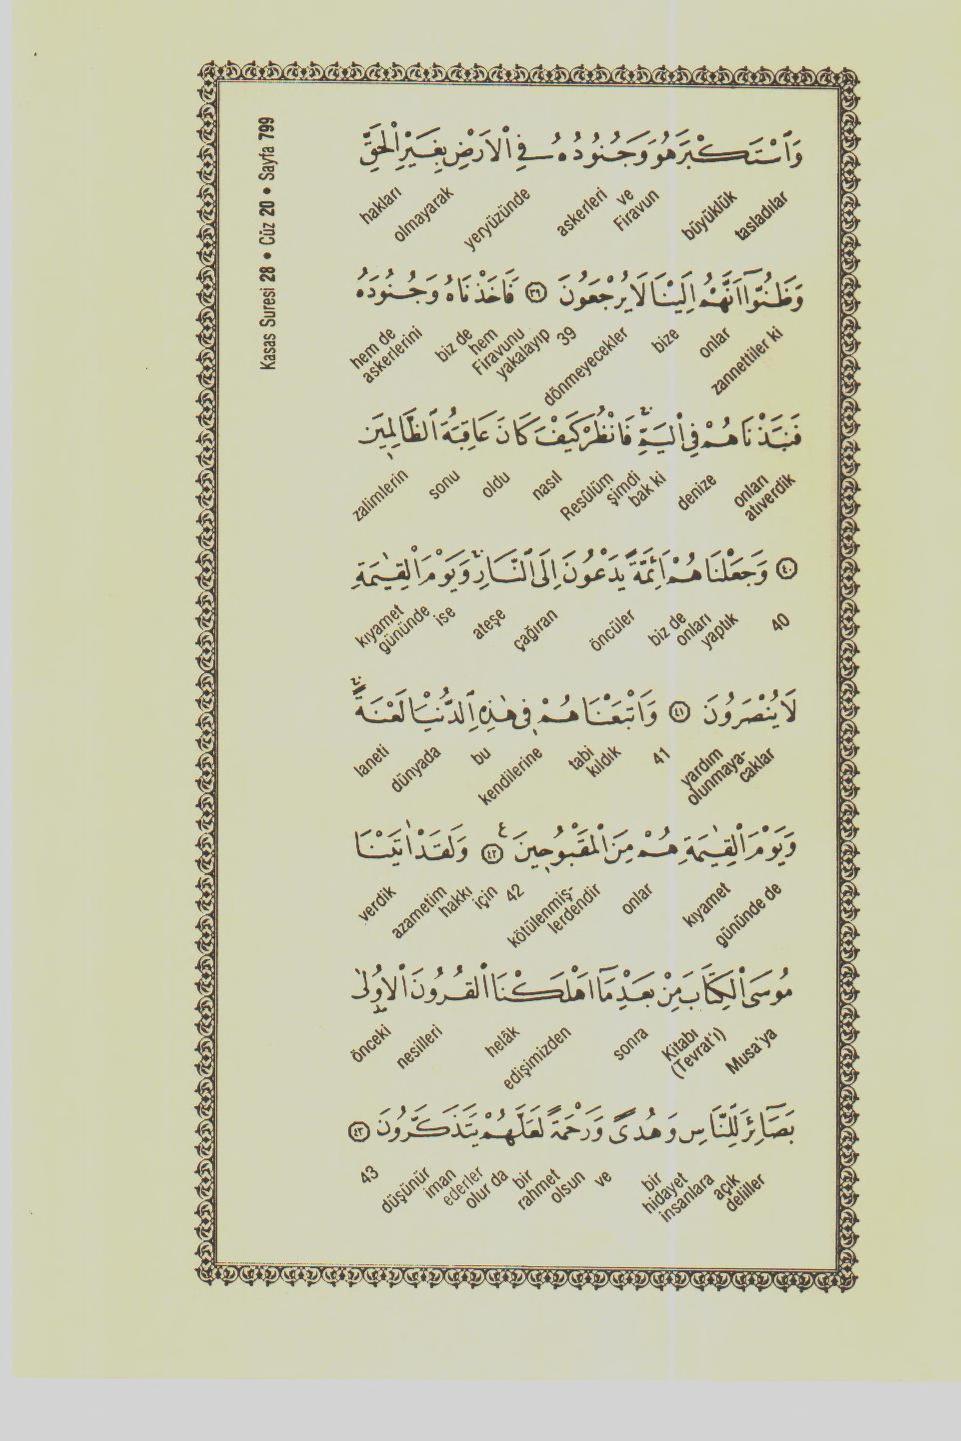 Kasas Suresi 28 • Cüz 20 • Sayfa 799
وَاسْتَكْبَرَ هُوَ وَجُنُودُهُ فِي الْاَرْضِ بِغَيْرِ الْحَقِّ
tasladılar büyüklük Firavun ve askerleri yeryüzünde olmayarak hakları
وَظَنُّٓوا اَنَّهُمْ اِلَيْنَا لَا يُرْجَعُونَ ﴿٣٩﴾ فَاَخَذْنَاهُ وَجُنُودَهُ
zannettiler ki onlar bize dönmeyecekler 39 yakalayıp Firavunu hem biz de askerlerini hem de
فَنَبَذْنَاهُمْ فِي الْيَمِّۚ فَانْظُرْ كَيْفَ كَانَ عَاقِبَةُ الظَّالِمِينَ
onları atıverdik denize bak ki şimdi Resûlüm nasıl oldu sonu zalimlerin
﴿٤٠﴾ وَجَعَلْنَاهُمْ اَئِمَّةً يَدْعُونَ اِلَى النَّارِۚ وَيَوْمَ الْقِيٰمَةِ
40 yaptık onları biz de öncüler çağıran ateşe ise kıyamet gününde
لَا يُنْصَرُونَ ﴿٤١﴾ وَاَتْبَعْنَاهُمْ فِي هٰذِهِ الدُّنْيَا لَعْنَةًۚ
yardım olunmaya-caklar 41 tabi kıldık kendilerine bu dünyada laneti
وَيَوْمَ الْقِيٰمَةِ هُمْ مِنَ الْمَقْبُوحِينَ ﴿٤٢﴾ ع وَلَقَدْ اٰتَيْنَا
gününde de kıyamet onlar kötülenmiş-lerdendir 42 için hakkı azametim verdik
مُوسَى الْكِتَابَ مِنْ بَعْدِ مَٓا اَهْلَكْنَا الْقُرُونَ الْاُولٰى
Musa'ya Kitabı (Tevrat'ı) sonra edişimizden helâk nesilleri önceki
بَصَٓائِرَ لِلنَّاسِ وَهُدًى وَرَحْمَةً لَعَلَّهُمْ يَتَذَكَّرُونَ ﴿٤٣﴾
açık deliller insanlara bir hidayet ve bir rahmet olsun olur da iman ederler düşünür 43